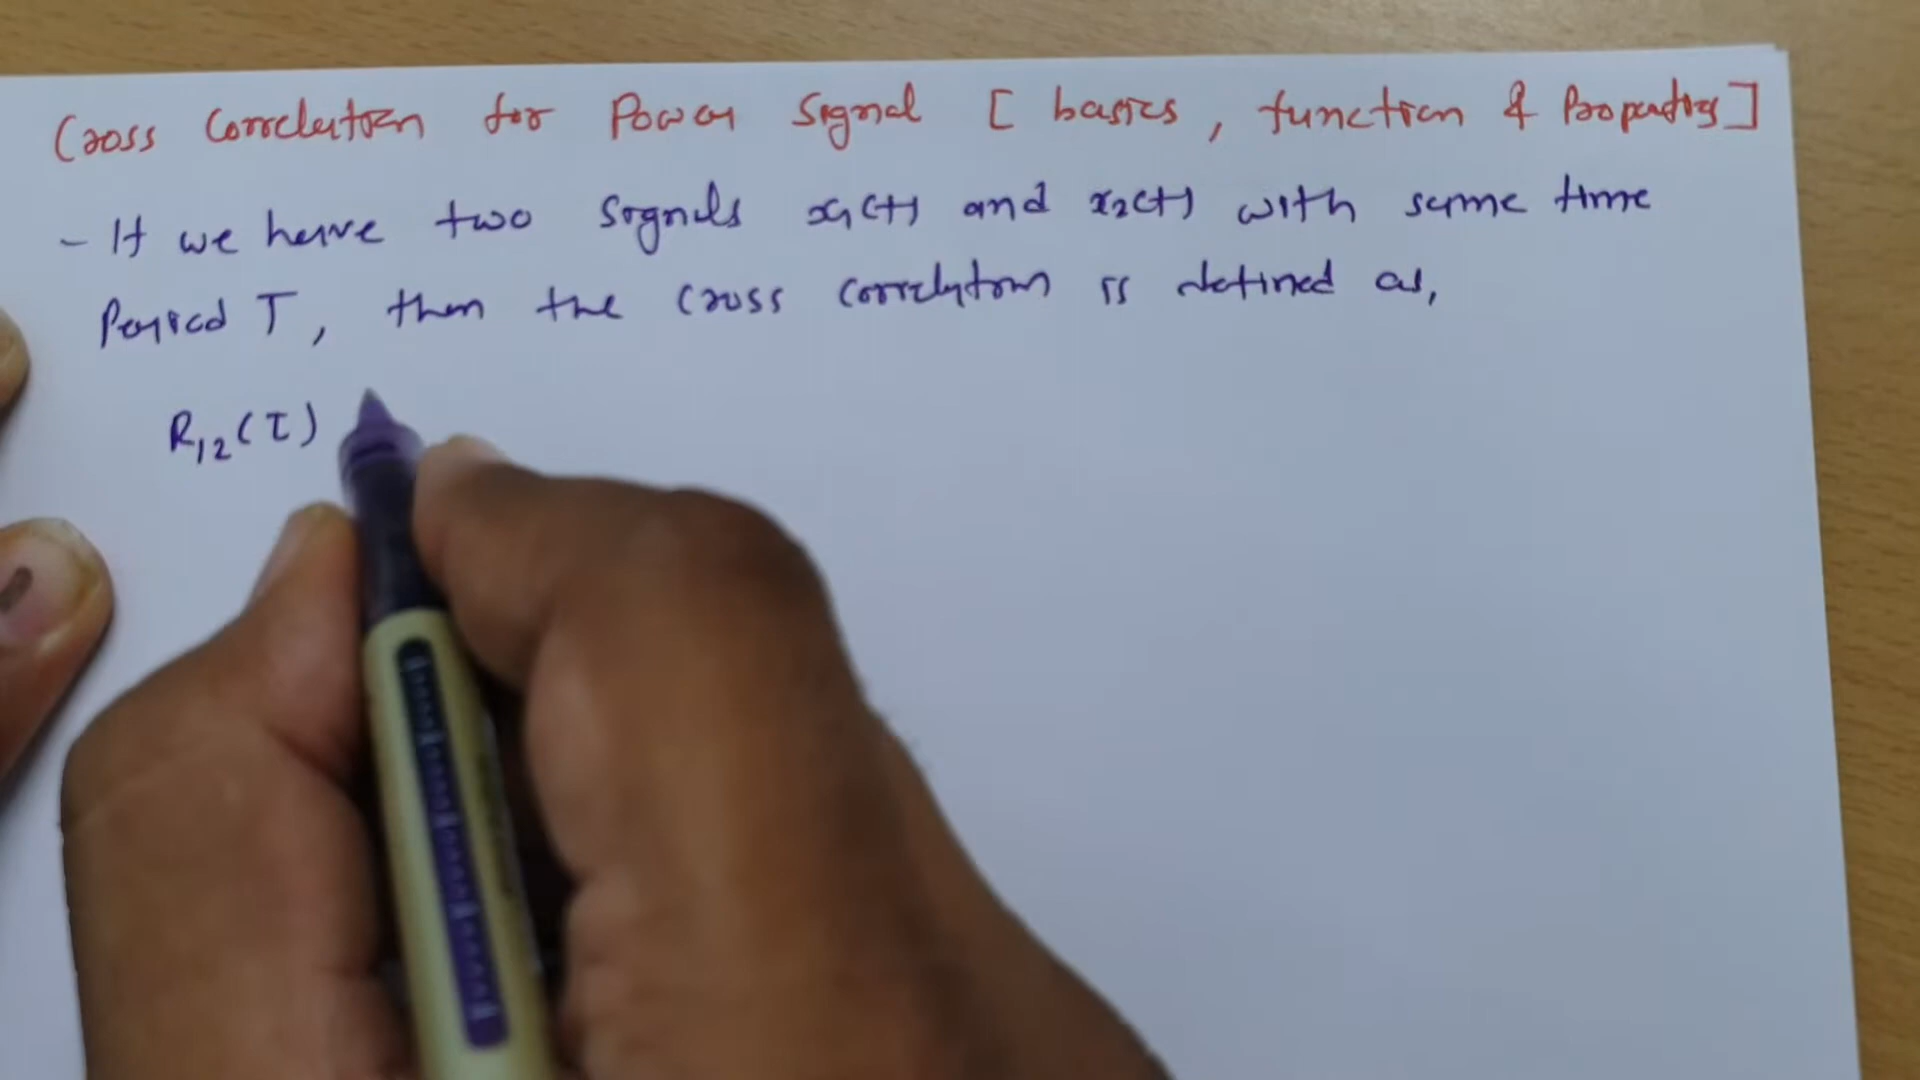 Cross Correlation for Power Signal [ basics , function & Properties ]
- If we have two signals x1(t) and x2(t) with same time
Period T, then the cross correlation is defined as,
R12(τ)